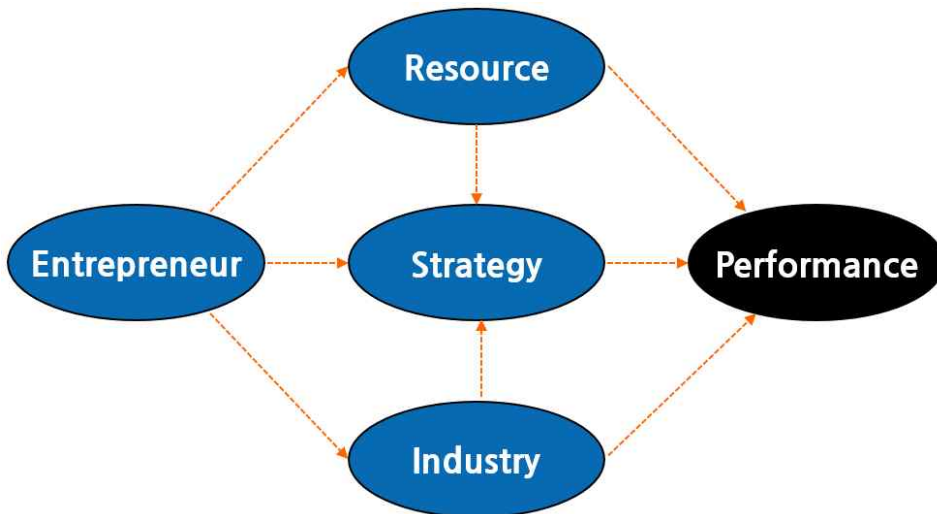 Resource
Entrepreneur
Strategy
Performance
Industry